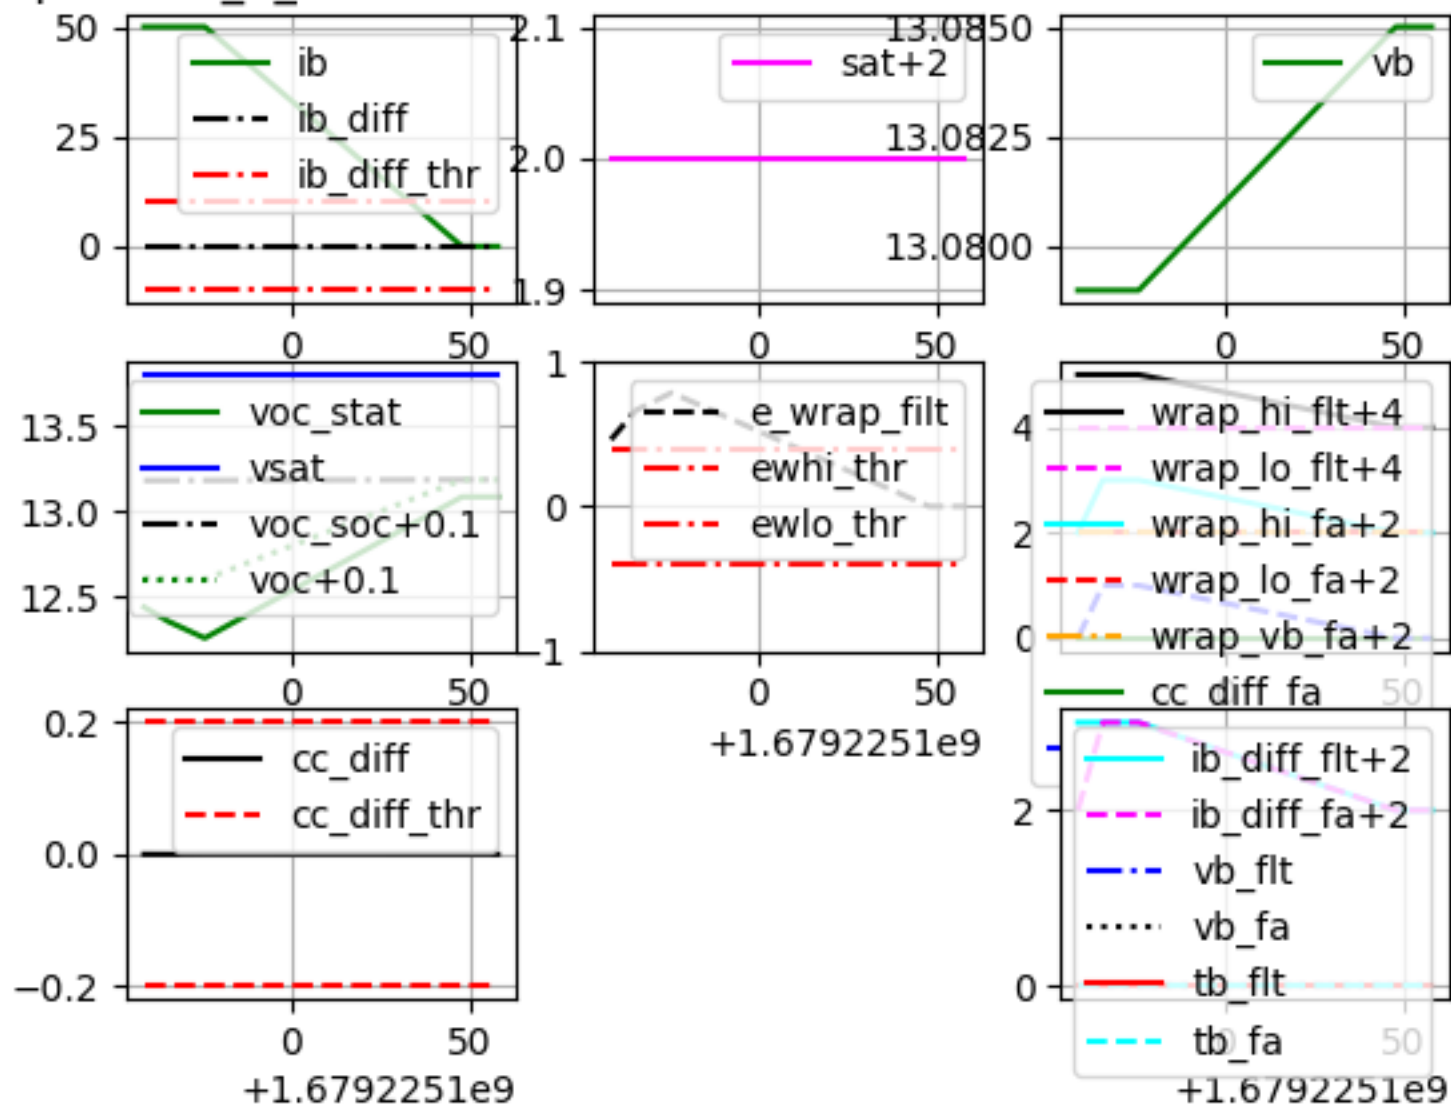 50
25
0
ib
ib_diff
ib_diff_thr
0 50
2.1
2.0
1.9
sat+2
0 50
13.0850
13.0825
13.0800
vb
0 50
13.5
13.0
12.5
voc_stat
vsat
voc_soc+0.1
voc+0.1
0 50
1
0
−1
e_wrap_filt
ewhi_thr
ewlo_thr
0 50
+1.6792251e9
4
2
0
wrap_hi_flt+4
wrap_lo_flt+4
wrap_hi_fa+2
wrap_lo_fa+2
wrap_vb_fa+2
cc_diff_fa
50
0.2
0.0
−0.2
cc_diff
cc_diff_thr
0 50
+1.6792251e9
2
0
ib_diff_flt+2
ib_diff_fa+2
vb_flt
vb_fa
tb_flt
tb_fa
0 50
+1.6792251e9